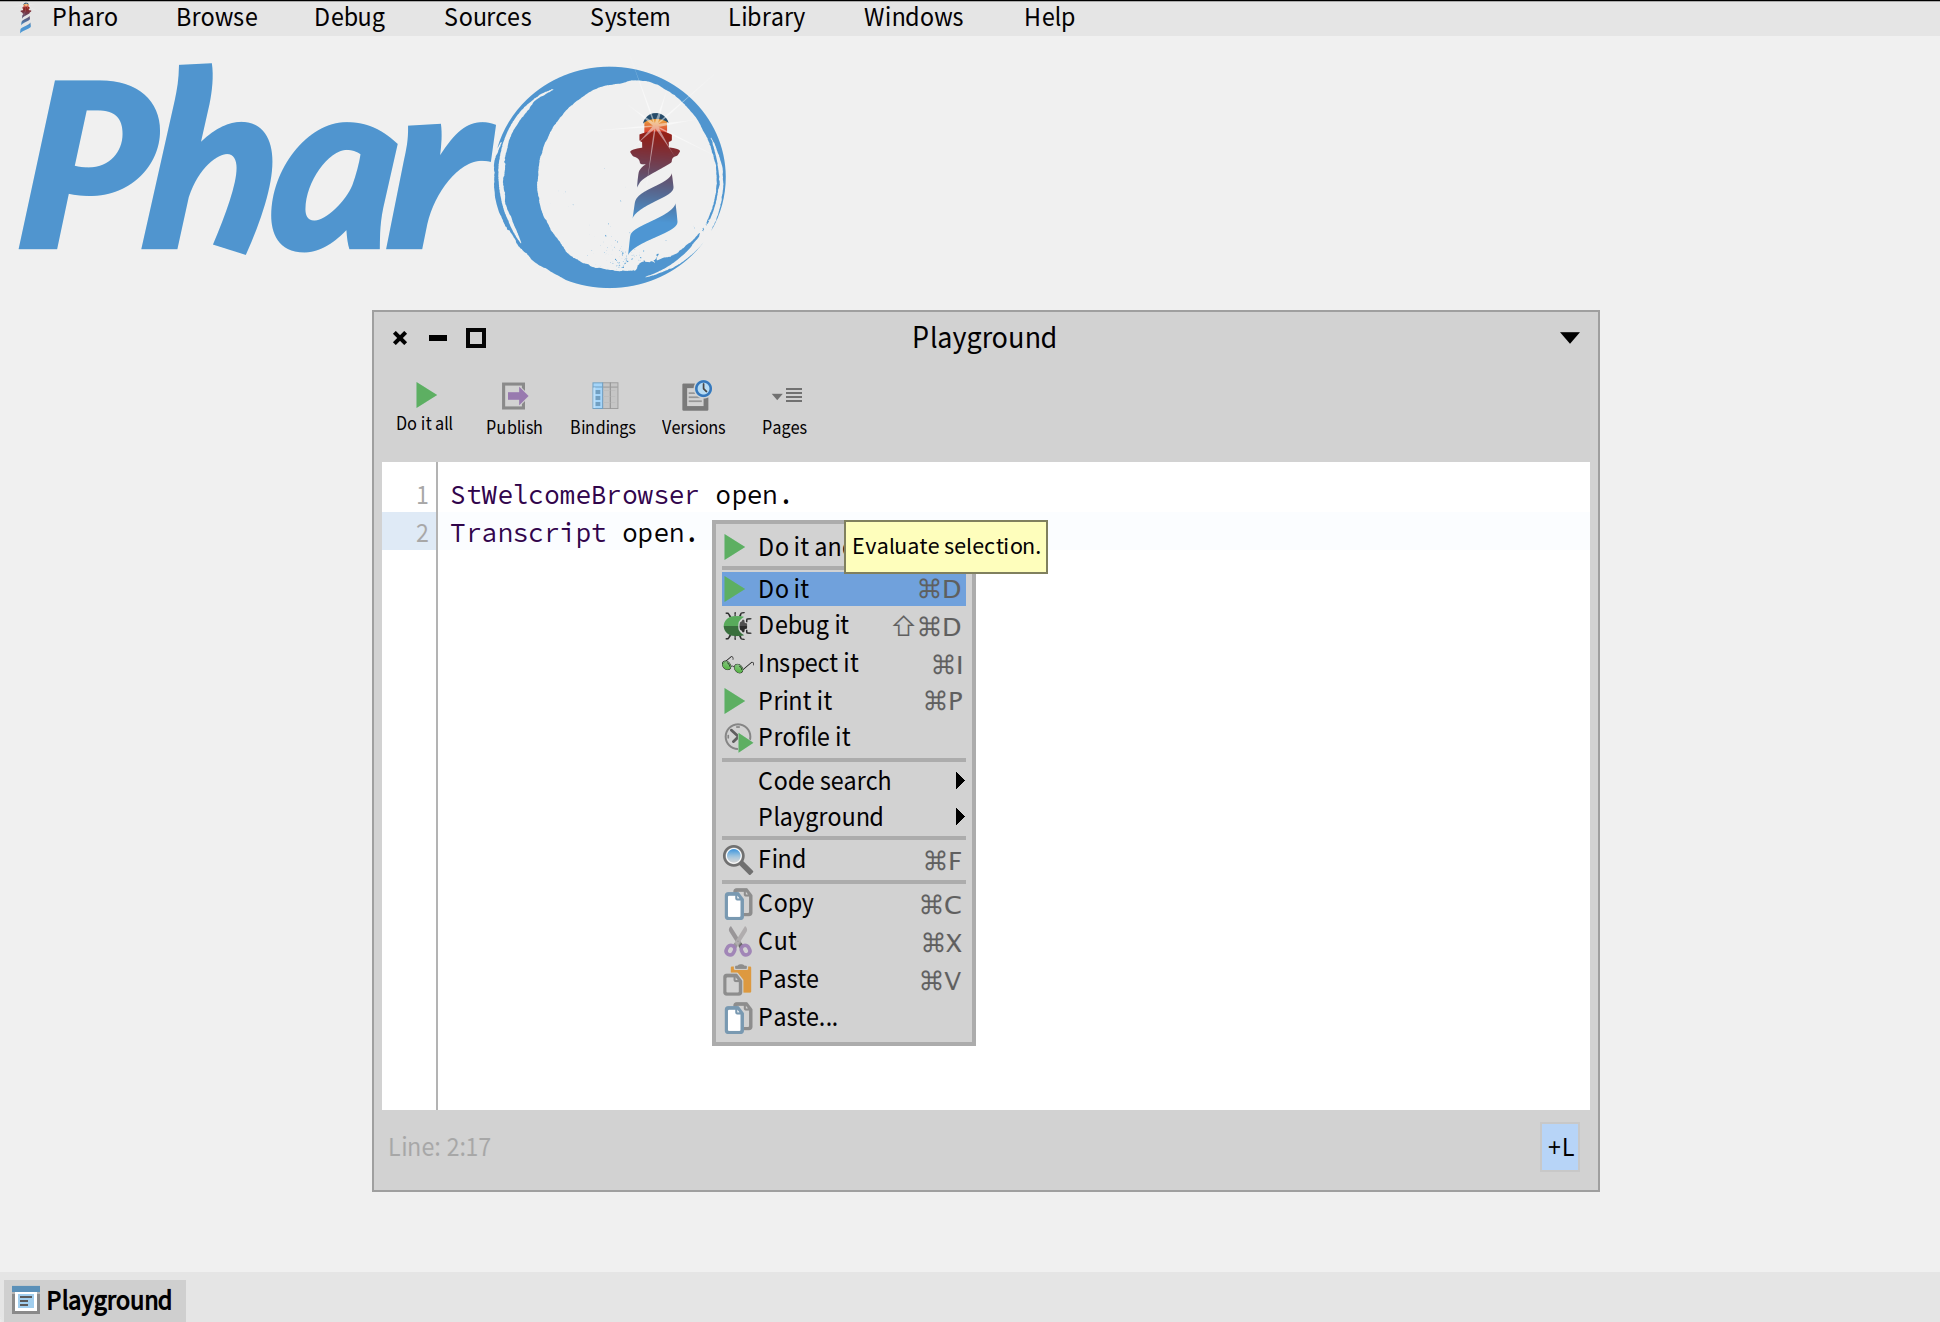 Pharo Browse Debug Sources System Library Windows Help
Pharo
Playground
Do it all Publish Bindings Versions Pages
1 StWelcomeBrowser open.
2 Transcript open.
Do it
Evaluate selection.
Do it ⌘D
Debug it ⇧⌘D
Inspect it ⌘I
Print it ⌘P
Profile it
Code search
Playground
Find ⌘F
Copy ⌘C
Cut ⌘X
Paste ⌘V
Paste...
Line: 2:17 +L
Playground